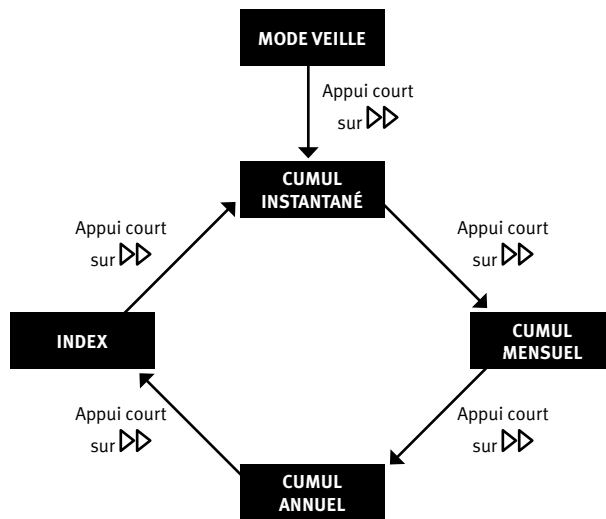 MODE VEILLE
Appui court
sur
CUMUL
INSTANTANÉ
Appui court
sur
Appui court
sur
INDEX
CUMUL
MENSUEL
Appui court
sur
Appui court
sur
CUMUL
ANNUEL